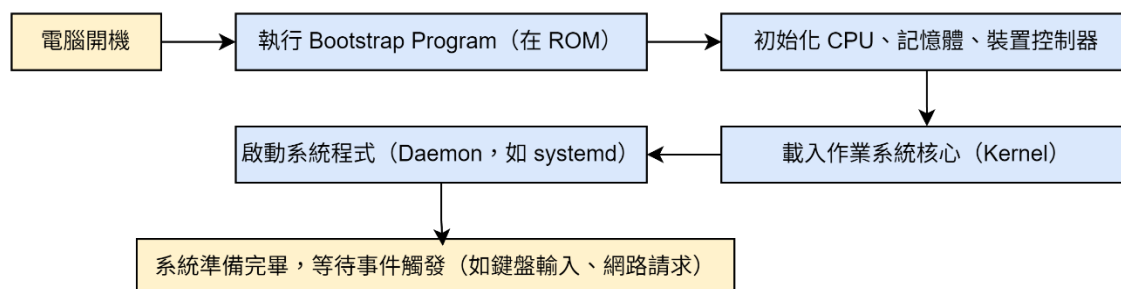 電腦開機
執行 Bootstrap Program（在 ROM）
初始化 CPU、記憶體、裝置控制器
載入作業系統核心（Kernel）
啟動系統程式（Daemon，如 systemd）
系統準備完畢，等待事件觸發（如鍵盤輸入、網路請求）